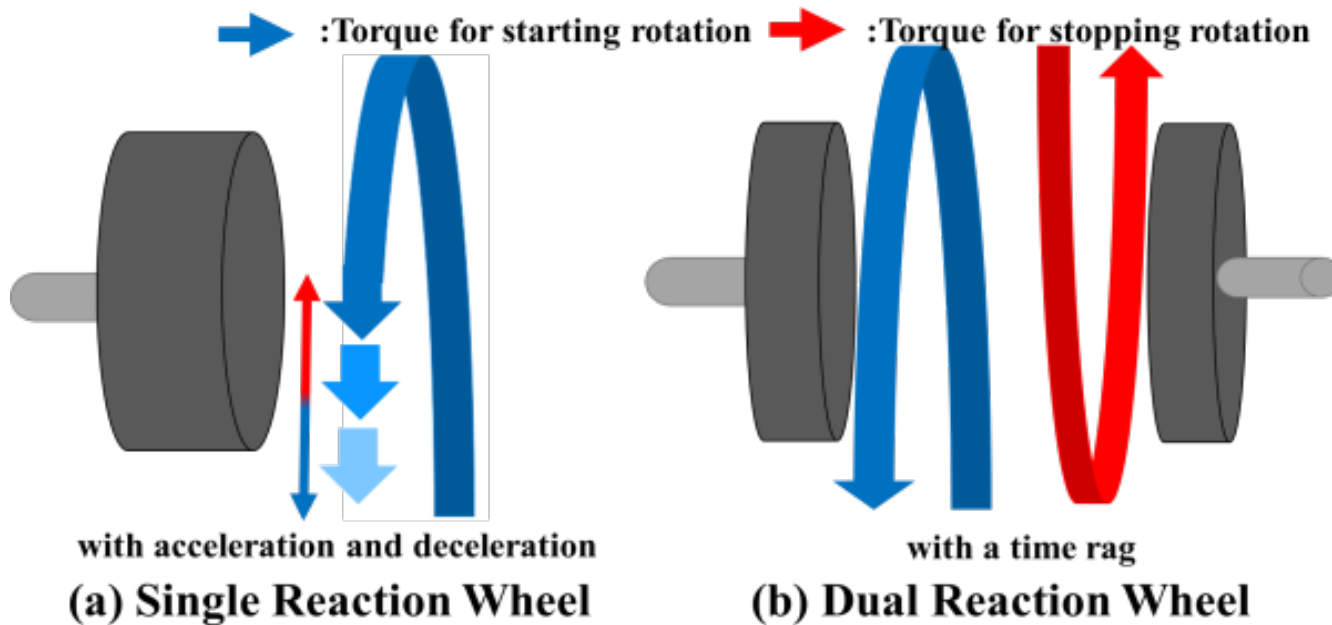 :Torque for starting rotation :Torque for stopping rotation
with acceleration and deceleration
with a time rag
(a) Single Reaction Wheel
(b) Dual Reaction Wheel